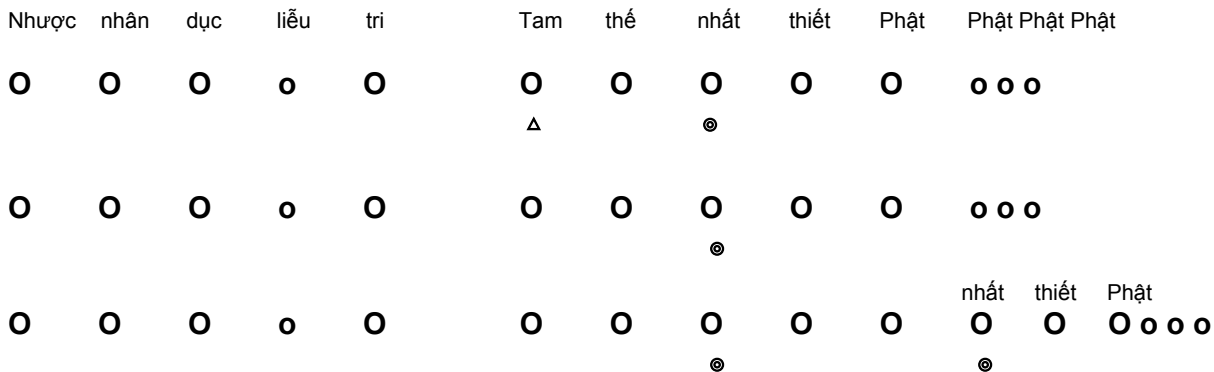 Nhược nhân dục liễu tri Tam thế nhất thiết Phật Phật Phật Phật
O O O o O O O O O O o o o
△ ◎
O O O o O O O O O O o o o
◎
nhất thiết Phật
O O O o O O O O O O O O O o o o
◎ ◎